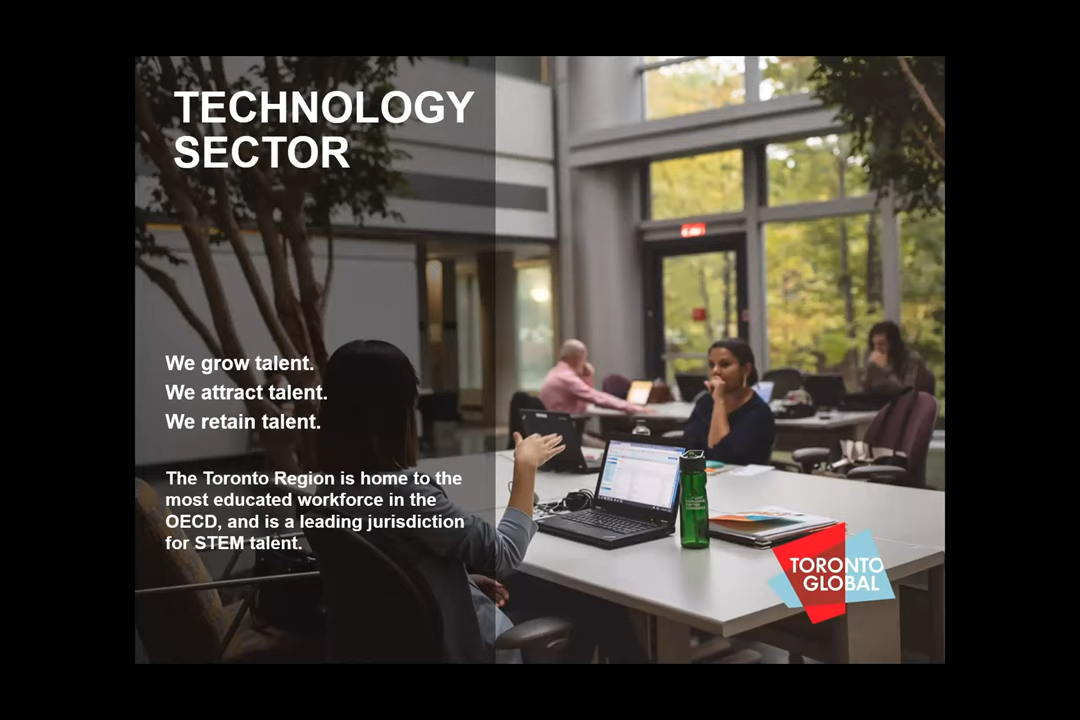 TECHNOLOGY
SECTOR
We grow talent.
We attract talent.
We retain talent.
The Toronto Region is home to the
most educated workforce in the
OECD, and is a leading jurisdiction
for STEM talent.
TORONTO
GLOBAL